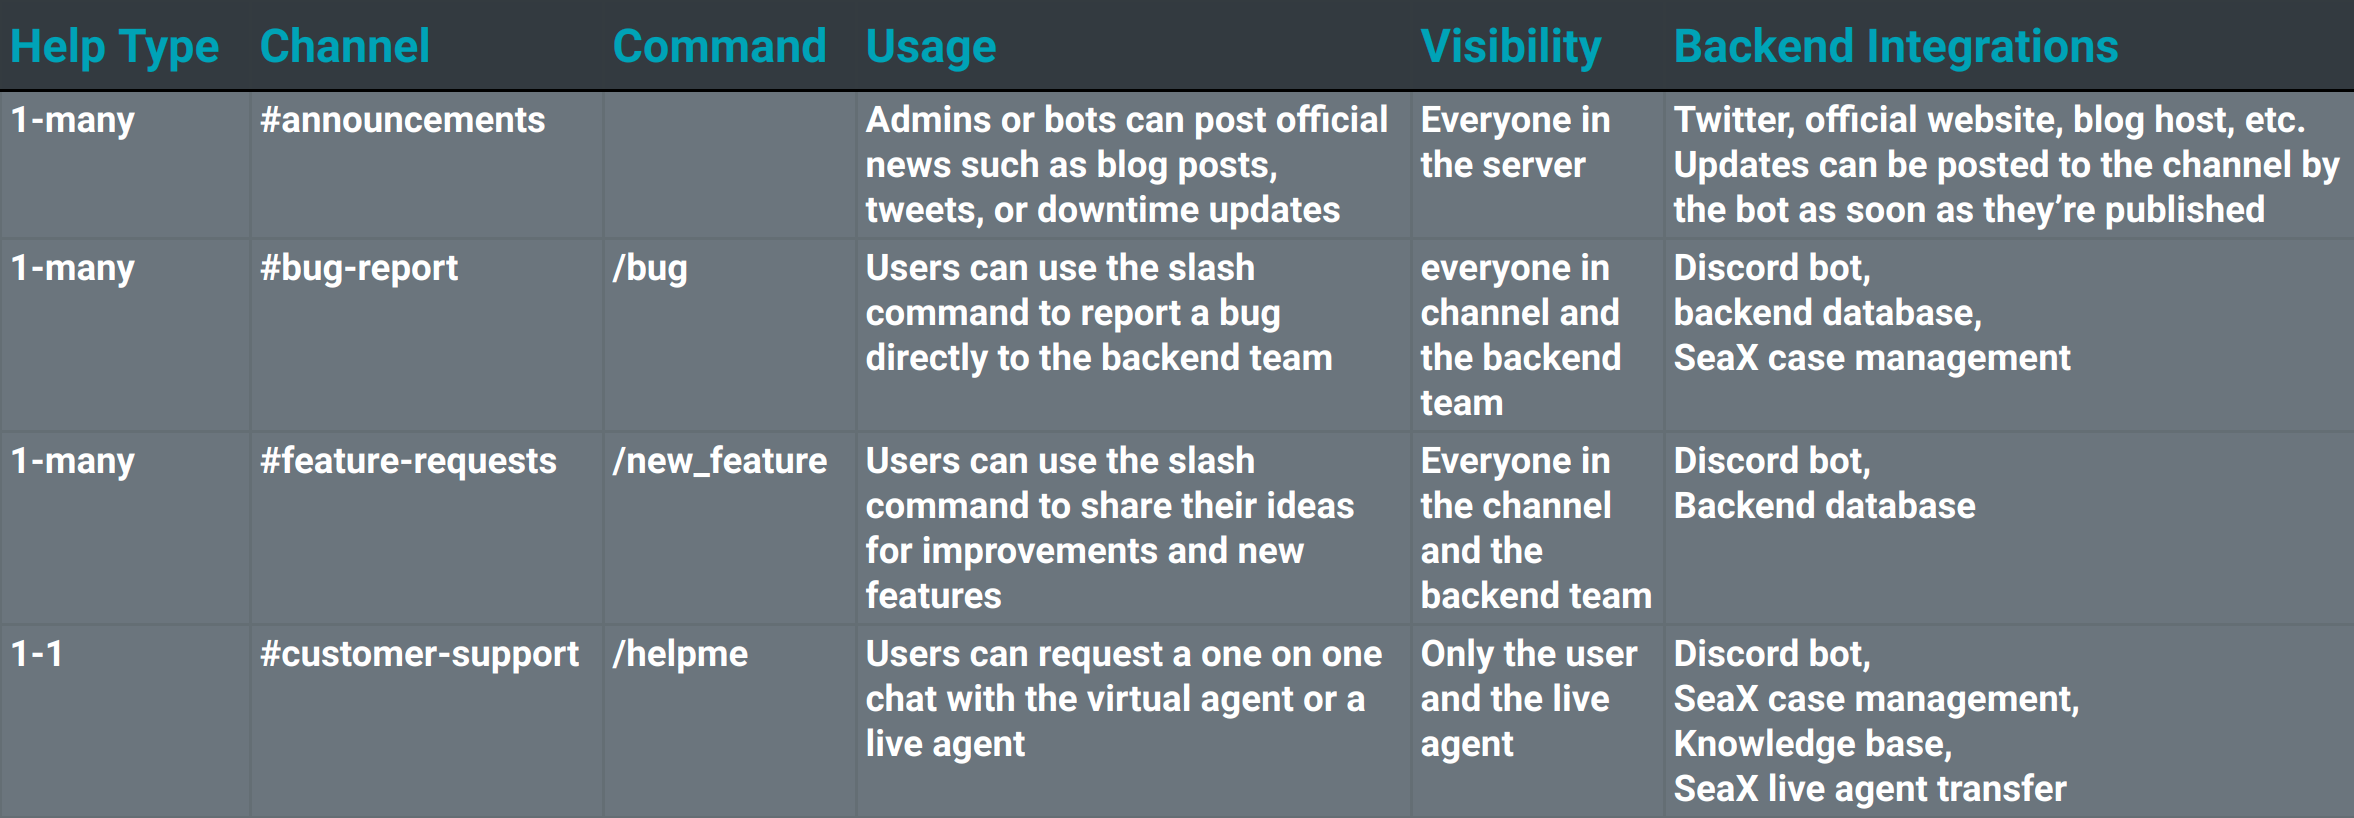 Help Type Channel Command Usage Visibility Backend Integrations
1-many #announcements Admins or bots can post official Everyone in Twitter, official website, blog host, etc.
news such as blog posts, the server Updates can be posted to the channel by
tweets, or downtime updates the bot as soon as they’re published
1-many #bug-report /bug Users can use the slash everyone in Discord bot,
command to report a bug channel and backend database,
directly to the backend team the backend SeaX case management
team
1-many #feature-requests /new_feature Users can use the slash Everyone in Discord bot,
command to share their ideas the channel Backend database
for improvements and new and the
features backend team
1-1 #customer-support /helpme Users can request a one on one Only the user Discord bot,
chat with the virtual agent or a and the live SeaX case management,
live agent agent Knowledge base,
SeaX live agent transfer